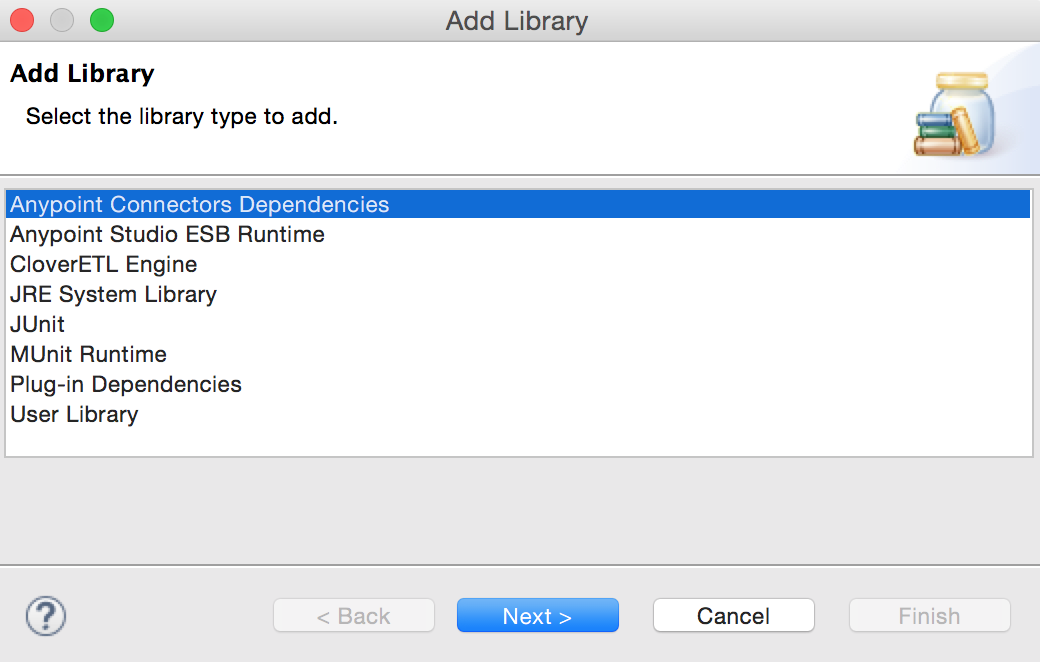 Add Library
Add Library
Select the library type to add.
Anypoint Connectors Dependencies
Anypoint Studio ESB Runtime
CloverETL Engine
JRE System Library
JUnit
MUnit Runtime
Plug-in Dependencies
User Library
? < Back Next > Cancel Finish